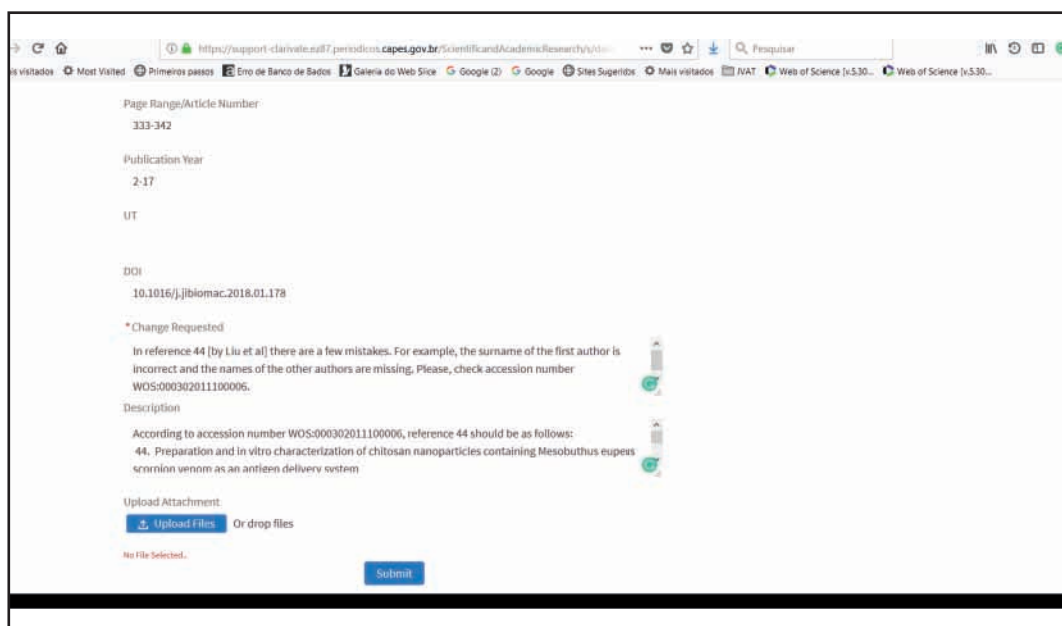 https://support-clarivate.ez87.periodicos.capes.gov.br/ScientificandAcademicResearch/s/da
Pesquisar
is visitados Most Visited Primeiros passos Erro de Banco de Bados Galeria do Web Slice Google (2) Google Sites Sugeridos Mais visitados IVAT Web of Science [v.5.30... Web of Science [v.5.30...
Page Range/Article Number
333-342
Publication Year
2-17
UT
DOI
10.1016/j.jibiomac.2018.01.178
*Change Requested
In reference 44 [by Liu et al] there are a few mistakes. For example, the surname of the first author is
incorrect and the names of the other authors are missing. Please, check accession number
WOS:000302011100006.
Description
According to accession number WOS:000302011100006, reference 44 should be as follows:
44. Preparation and in vitro characterization of chitosan nanoparticles containing Mesobuthus eupeus
scorpion venom as an antigen delivery system
Upload Attachment
Upload Files Or drop files
No File Selected..
Submit